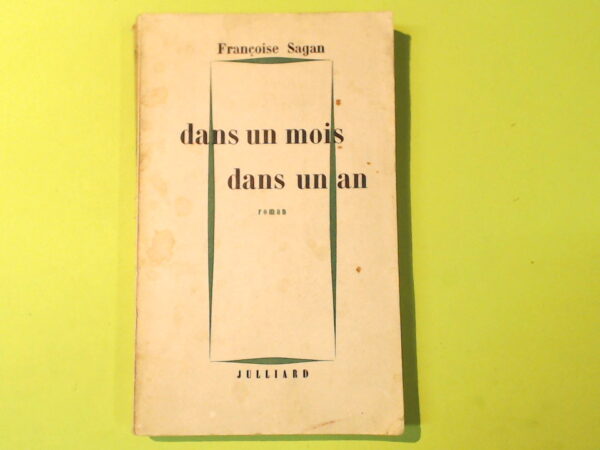 Françoise Sagan
dans un mois
dans un an
roman
JULLIARD